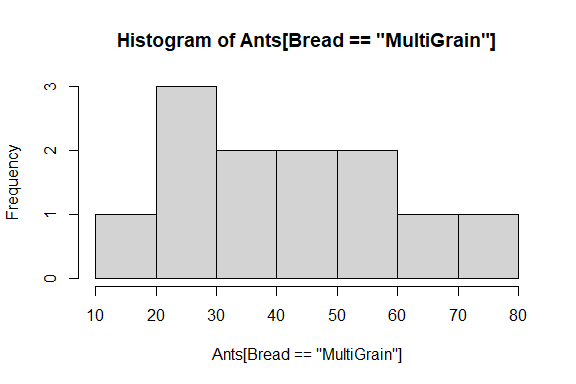 Histogram of Ants[Bread == "MultiGrain"]
Frequency
3
2
1
0
10 20 30 40 50 60 70 80
Ants[Bread == "MultiGrain"]